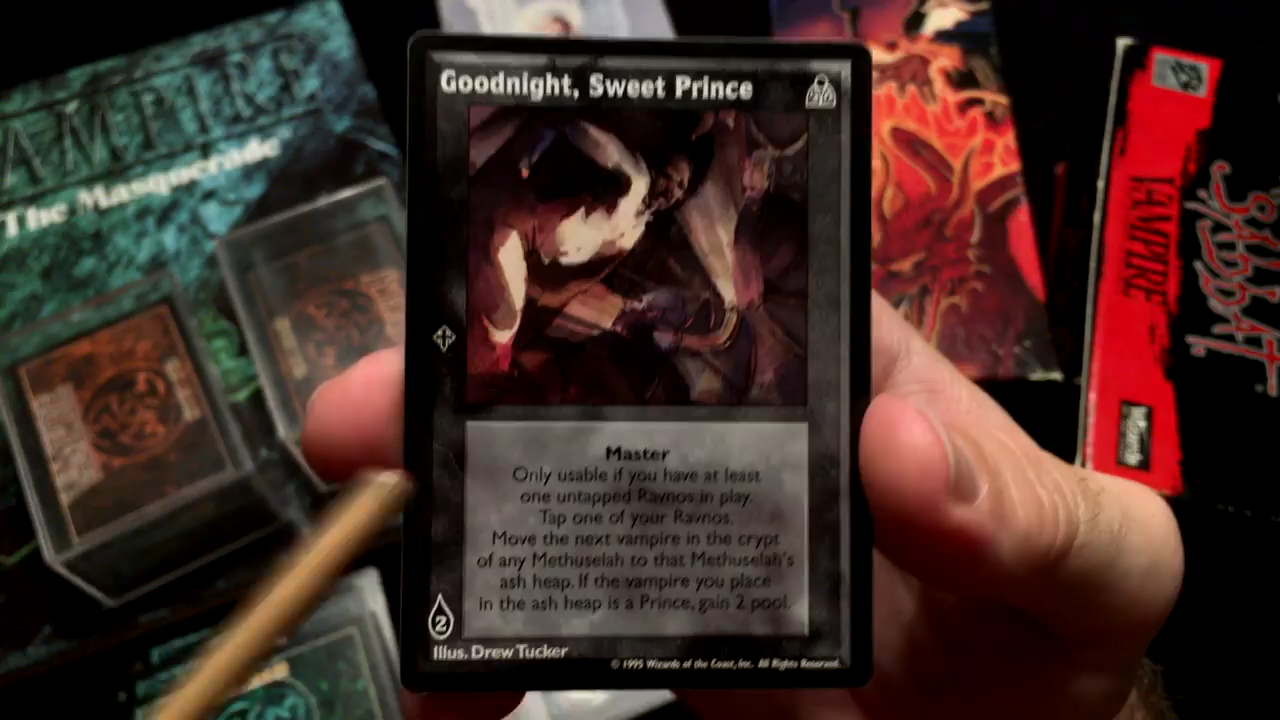 VAMPIRE
The Masquerade
Goodnight, Sweet Prince
Master
Only usable if you have at least
one untapped Ravnos in play.
Tap one of your Ravnos.
Move the next vampire in the crypt
of any Methuselah to that Methuselah's
ash heap. If the vampire you place
in the ash heap is a Prince, gain 2 pool.
2
Illus. Drew Tucker
© 1995 Wizards of the Coast, Inc. All Rights Reserved.
VAMPIRE
SABBAT